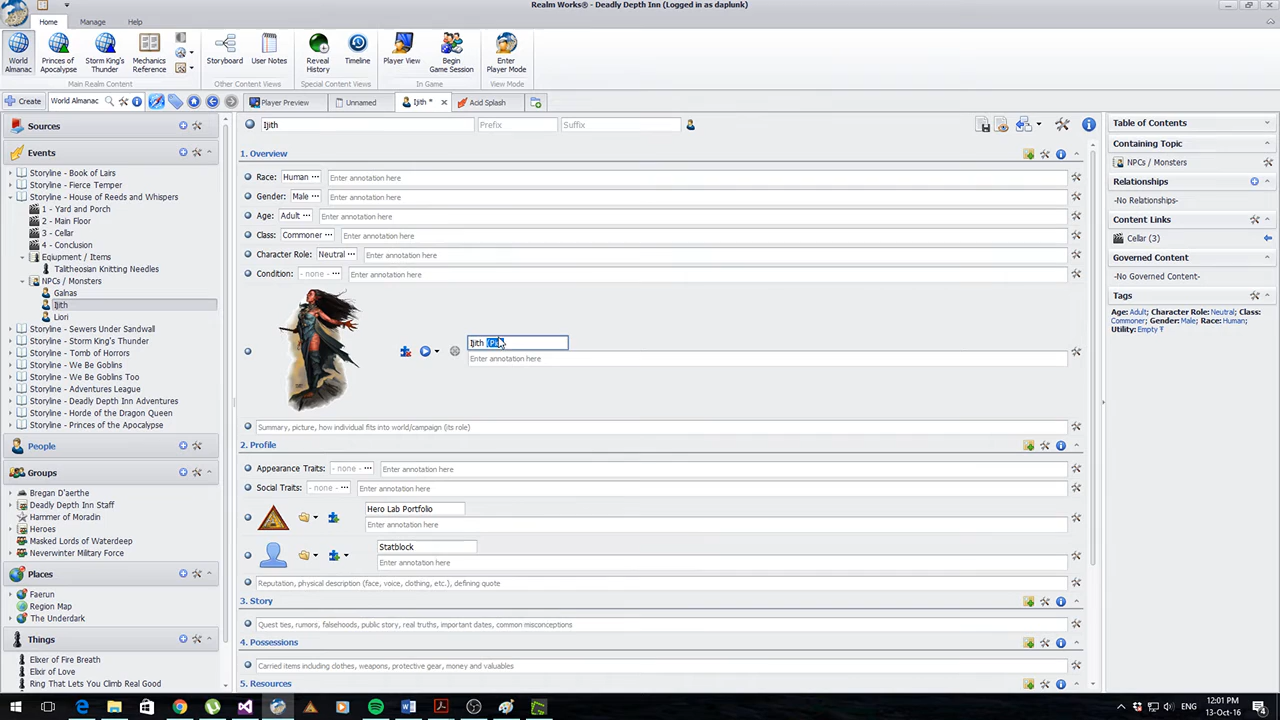 Realm Works® - Deadly Depth Inn (Logged in as daplunk)
Home
Manage
Help
World Almanac
Princes of Apocalypse
Storm King's Thunder
Mechanics Reference
Storyboard
User Notes
Reveal History
Timeline
Player View
Begin Game Session
Enter Player Mode
Main Realm Content
Other Content Views
Special Content Views
In Game
View Mode
Create
World Almanac
Player Preview
Unnamed
Ijith *
Acid Splash
Sources
Events
Storyline - Book of Lairs
Storyline - Fierce Temper
Storyline - House of Reeds and Whispers
1 - Yard and Porch
2 - Main Floor
3 - Cellar
4 - Conclusion
Equipment / Items
Talitheosian Knitting Needles
NPCs / Monsters
Galnas
Ijith
Liori
Storyline - Sewers Under Sandwall
Storyline - Storm King's Thunder
Storyline - Tomb of Horrors
Storyline - We Be Goblins
Storyline - We Be Goblins Too
Storyline - Adventures League
Storyline - Deadly Depth Inn Adventures
Storyline - Horde of the Dragon Queen
Storyline - Princes of the Apocalypse
People
Groups
Bregan D'aerthe
Deadly Depth Inn Staff
Hammer of Moradin
Heroes
Masked Lords of Waterdeep
Neverwinter Military Force
Places
Faerun
Region Map
The Underdark
Things
Elixer of Fire Breath
Elixer of Love
Ring That Lets You Climb Real Good
Ijith
Prefix
Suffix
1. Overview
Race: Human ··· Enter annotation here
Gender: Male ··· Enter annotation here
Age: Adult ··· Enter annotation here
Class: Commoner ··· Enter annotation here
Character Role: Neutral ··· Enter annotation here
Condition: - none - ··· Enter annotation here
Ijith
Enter annotation here
Summary, picture, how individual fits into world/campaign (its role)
2. Profile
Appearance Traits: - none - ··· Enter annotation here
Social Traits: - none - ··· Enter annotation here
Hero Lab Portfolio
Enter annotation here
Statblock
Enter annotation here
Reputation, physical description (face, voice, clothing, etc.), defining quote
3. Story
Quest ties, rumors, falsehoods, public story, real truths, important dates, common misconceptions
4. Possessions
Carried items including clothes, weapons, protective gear, money and valuables
5. Resources
Table of Contents
Containing Topic
NPCs / Monsters
Relationships
-No Relationships-
Content Links
Cellar (3)
Governed Content
-No Governed Content-
Tags
Age: Adult; Character Role: Neutral; Class: Commoner; Gender: Male; Race: Human; Utility: Empty
12:01 PM
13-Oct-16